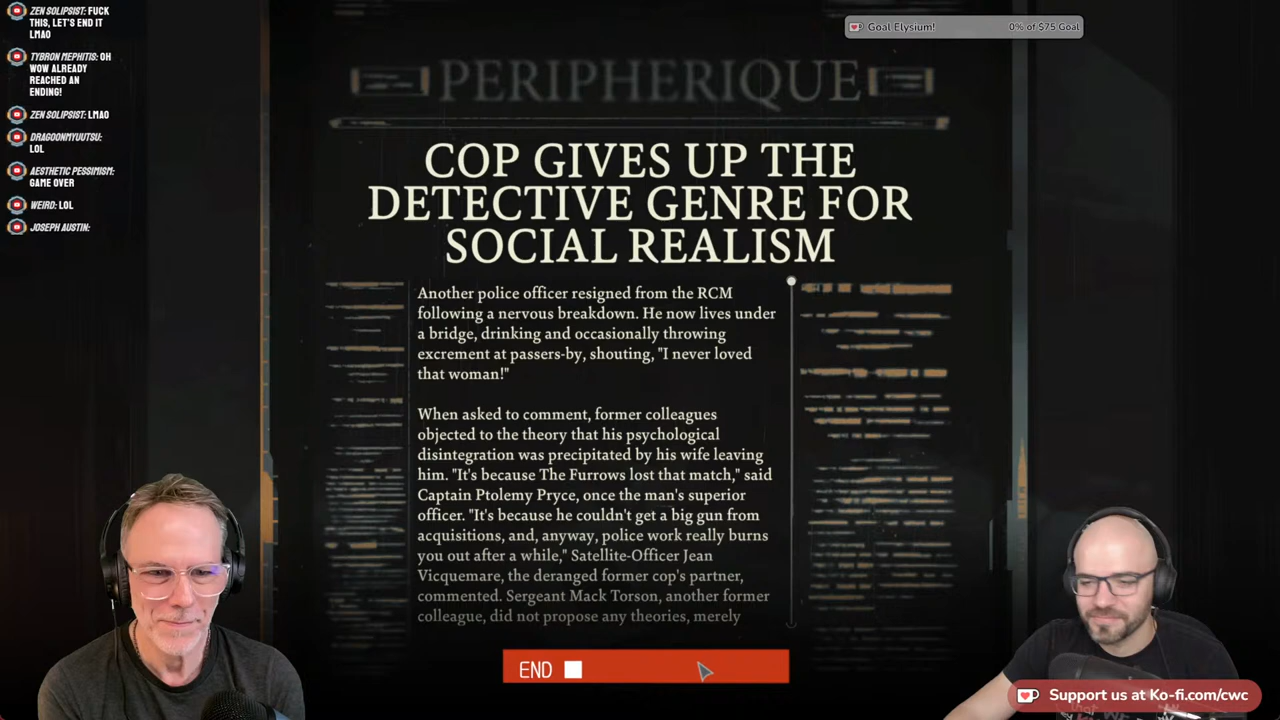 ZEN SOLIPSIST: FUCK
THIS, LET'S END IT
LMAO
TYBRON MEPHITIS: OH
WOW ALREADY
REACHED AN
ENDING!
ZEN SOLIPSIST: LMAO
DRAGOONMYUUTSU:
LOL
AESTHETIC PESSIMISM:
GAME OVER
WEIRD: LOL
JOSEPH AUSTIN:
Goal Elysium! 0% of $75 Goal
PERIPHERIQUE
COP GIVES UP THE
DETECTIVE GENRE FOR
SOCIAL REALISM
Another police officer resigned from the RCM
following a nervous breakdown. He now lives under
a bridge, drinking and occasionally throwing
excrement at passers-by, shouting, "I never loved
that woman!"
When asked to comment, former colleagues
objected to the theory that his psychological
disintegration was precipitated by his wife leaving
him. "It's because The Furrows lost that match," said
Captain Ptolemy Pryce, once the man's superior
officer. "It's because he couldn't get a big gun from
acquisitions, and, anyway, police work really burns
you out after a while," Satellite-Officer Jean
Vicquemare, the deranged former cop's partner,
commented. Sergeant Mack Torson, another former
colleague, did not propose any theories, merely
END
Support us at Ko-fi.com/cwc